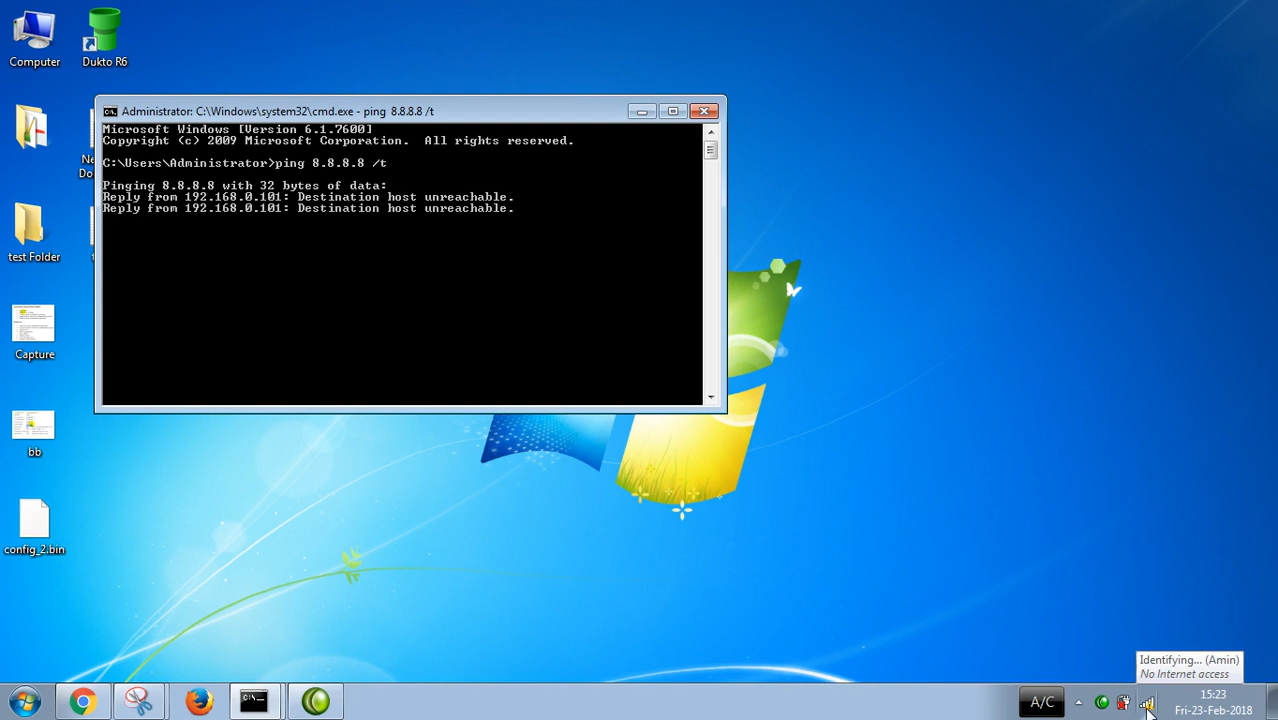 Computer
Dukto R6
test Folder
Capture
bb
config_2.bin
Administrator: C:\Windows\system32\cmd.exe - ping 8.8.8.8 /t
Microsoft Windows [Version 6.1.7600]
Copyright (c) 2009 Microsoft Corporation.  All rights reserved.
C:\Users\Administrator>ping 8.8.8.8 /t
Pinging 8.8.8.8 with 32 bytes of data:
Reply from 192.168.0.101: Destination host unreachable.
Reply from 192.168.0.101: Destination host unreachable.
Identifying... (Amin)
No Internet access
A/C
15:23
Fri-23-Feb-2018